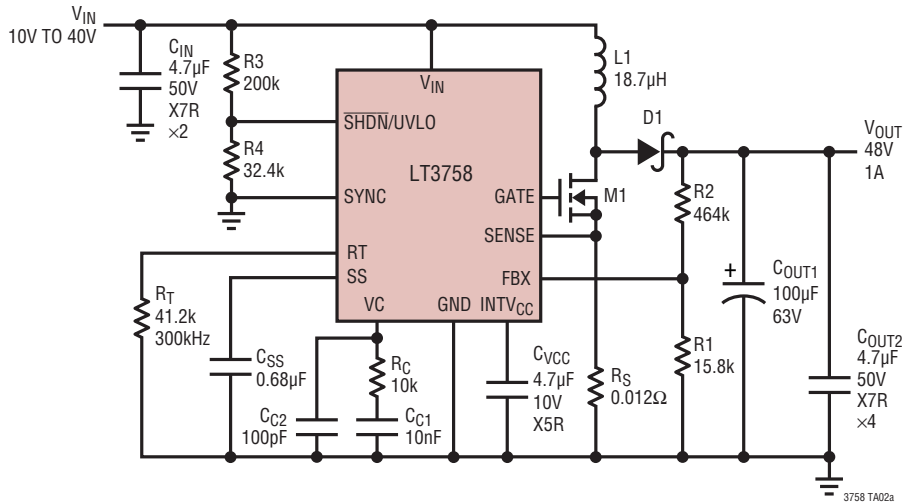 VIN
10V TO 40V
CIN
4.7µF
50V
X7R
×2
R3
200k
R4
32.4k
VIN
SHDN/UVLO
LT3758
SYNC
GATE
SENSE
RT
SS
FBX
VC
GND
INTVCC
L1
18.7µH
D1
M1
VOUT
48V
1A
R2
464k
+
COUT1
100µF
63V
RT
41.2k
300kHz
CSS
0.68µF
RC
10k
CC2
100pF
CC1
10nF
CVCC
4.7µF
10V
X5R
RS
0.012Ω
R1
15.8k
COUT2
4.7µF
50V
X7R
×4
3758 TA02a